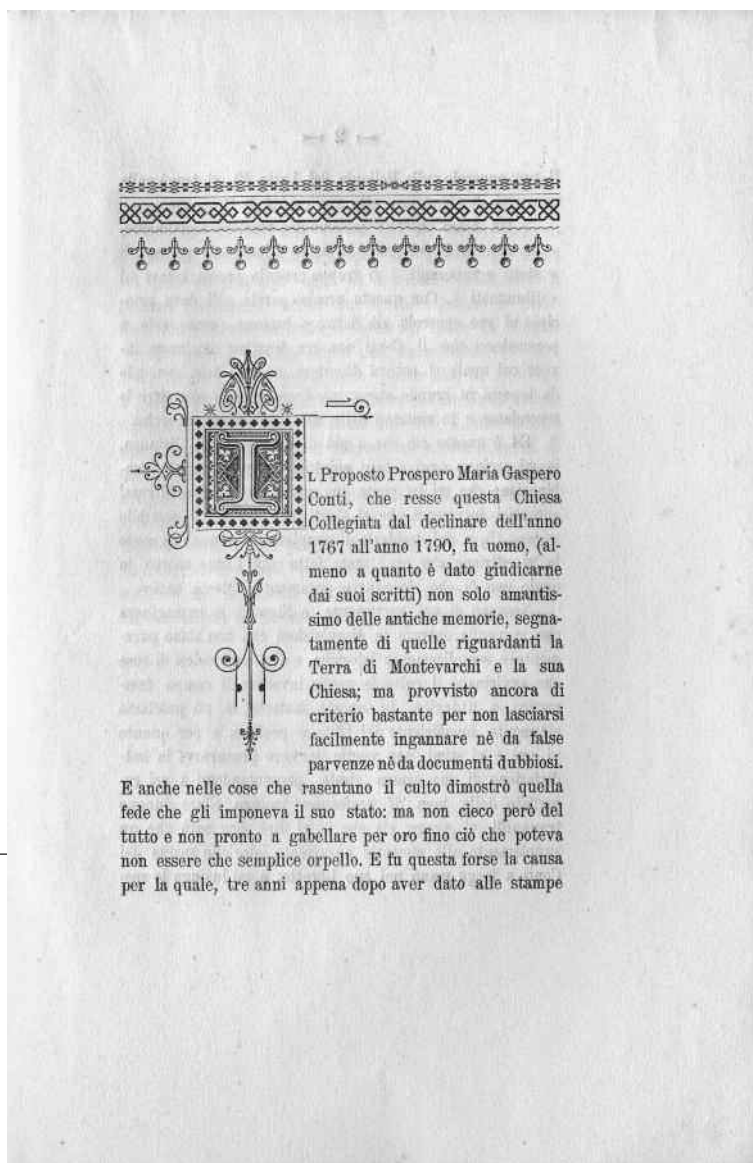 IL Proposto Prospero Maria Gaspero
Conti, che resse questa Chiesa
Collegiata dal declinare dell'anno
1767 all'anno 1790, fu uomo, (al-
meno a quanto è dato giudicarne
dai suoi scritti) non solo amantis-
simo delle antiche memorie, segna-
tamente di quelle riguardanti la
Terra di Montevarchi e la sua
Chiesa; ma provvisto ancora di
criterio bastante per non lasciarsi
facilmente ingannare nè da false
parvenze nè da documenti dubbiosi.
E anche nelle cose che rasentano il culto dimostrò quella
fede che gli imponeva il suo stato: ma non cieco però del
tutto e non pronto a gabellare per oro fino ciò che poteva
non essere che semplice orpello. E fu questa forse la causa
per la quale, tre anni appena dopo aver dato alle stampe